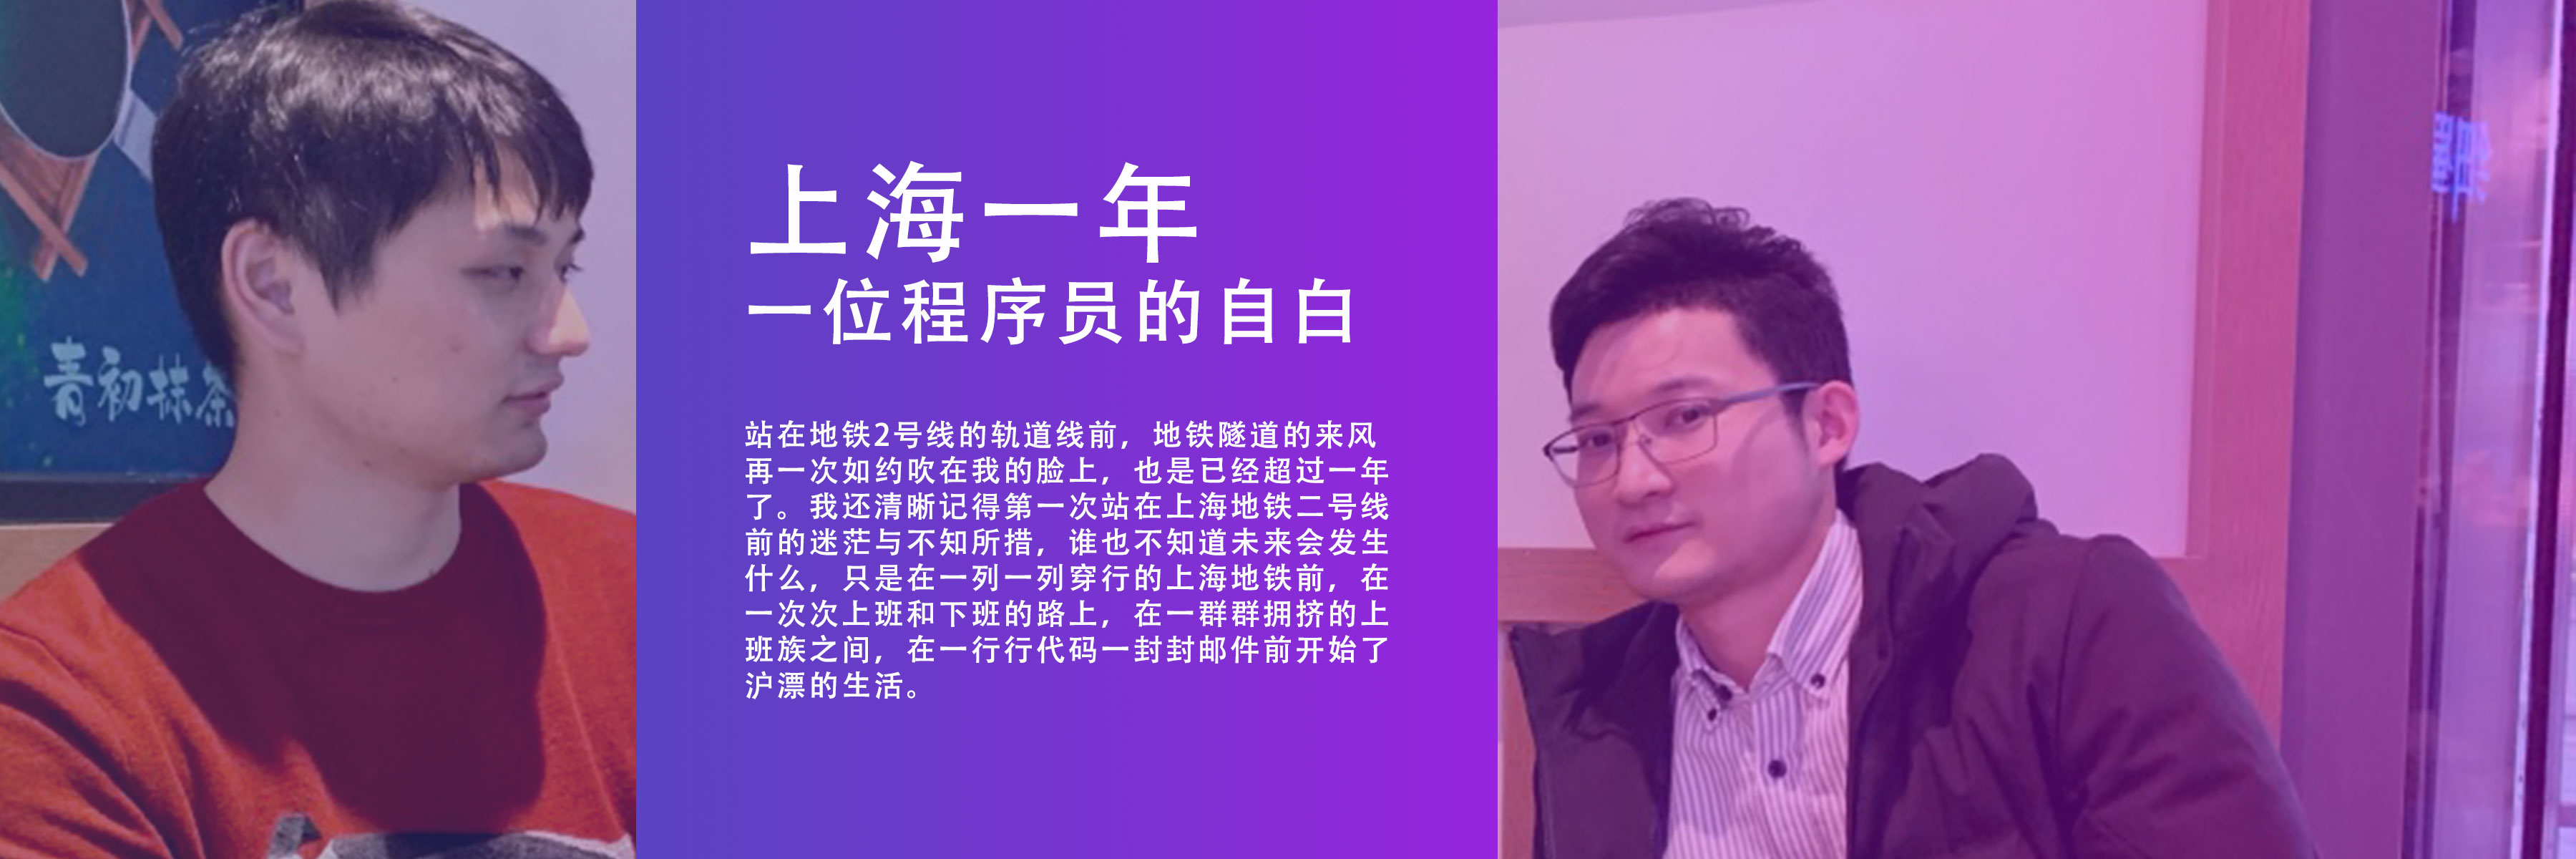 青初抹茶
上海一年
一位程序员的自白
站在地铁2号线的轨道线前，地铁隧道的来风
再一次如约吹在我的脸上，也是已经超过一年
了。我还清晰记得第一次站在上海地铁二号线
前的迷茫与不知所措，谁也不知道未来会发生
什么，只是在一列一列穿行的上海地铁前，在
一次次上班和下班的路上，在一群群拥挤的上
班族之间，在一行行代码一封封邮件前开始了
沪漂的生活。